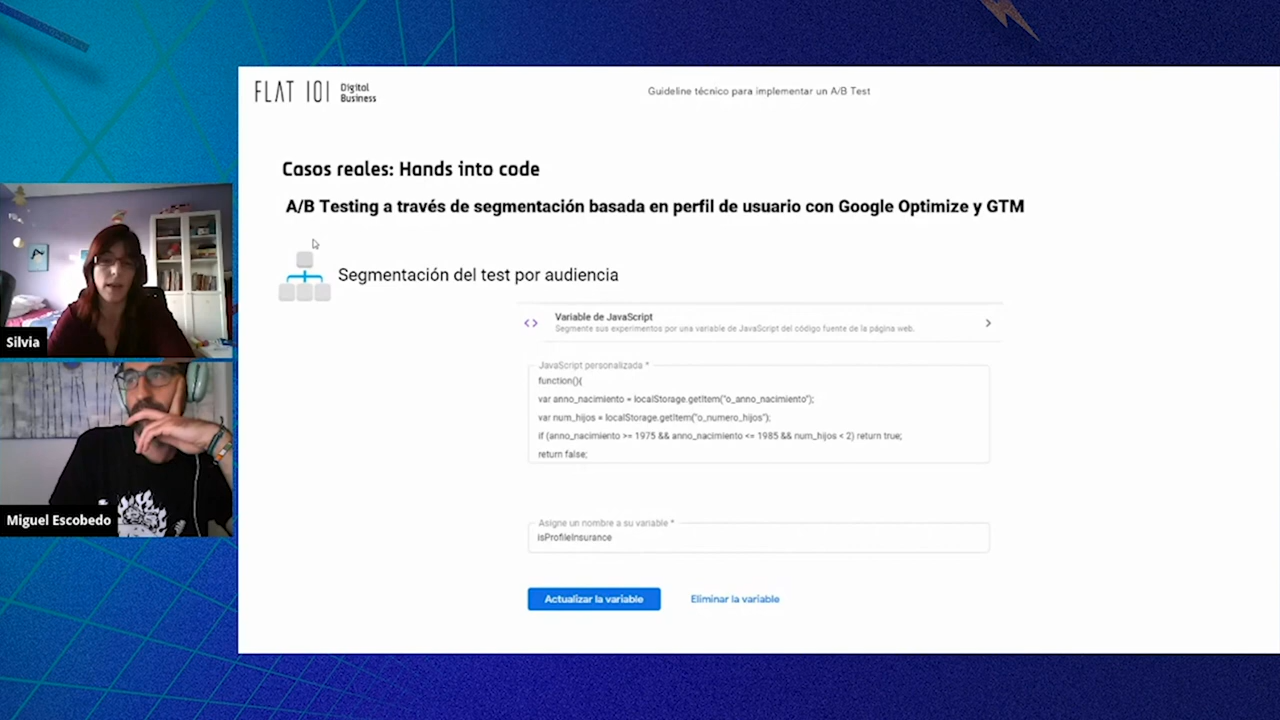 FLAT 101 Digital Business
Guideline técnico para implementar un A/B Test
Casos reales: Hands into code
A/B Testing a través de segmentación basada en perfil de usuario con Google Optimize y GTM
Segmentación del test por audiencia
Variable de JavaScript
Segmente sus experimentos por una variable de JavaScript del código fuente de la página web.
JavaScript personalizada *
function(){
var anno_nacimiento = localStorage.getItem("o_anno_nacimiento");
var num_hijos = localStorage.getItem("o_numero_hijos");
if (anno_nacimiento >= 1975 && anno_nacimiento <= 1985 && num_hijos < 2) return true;
return false;
Asigne un nombre a su variable *
isProfileInsurance
Actualizar la variable
Eliminar la variable
Silvia
Miguel Escobedo